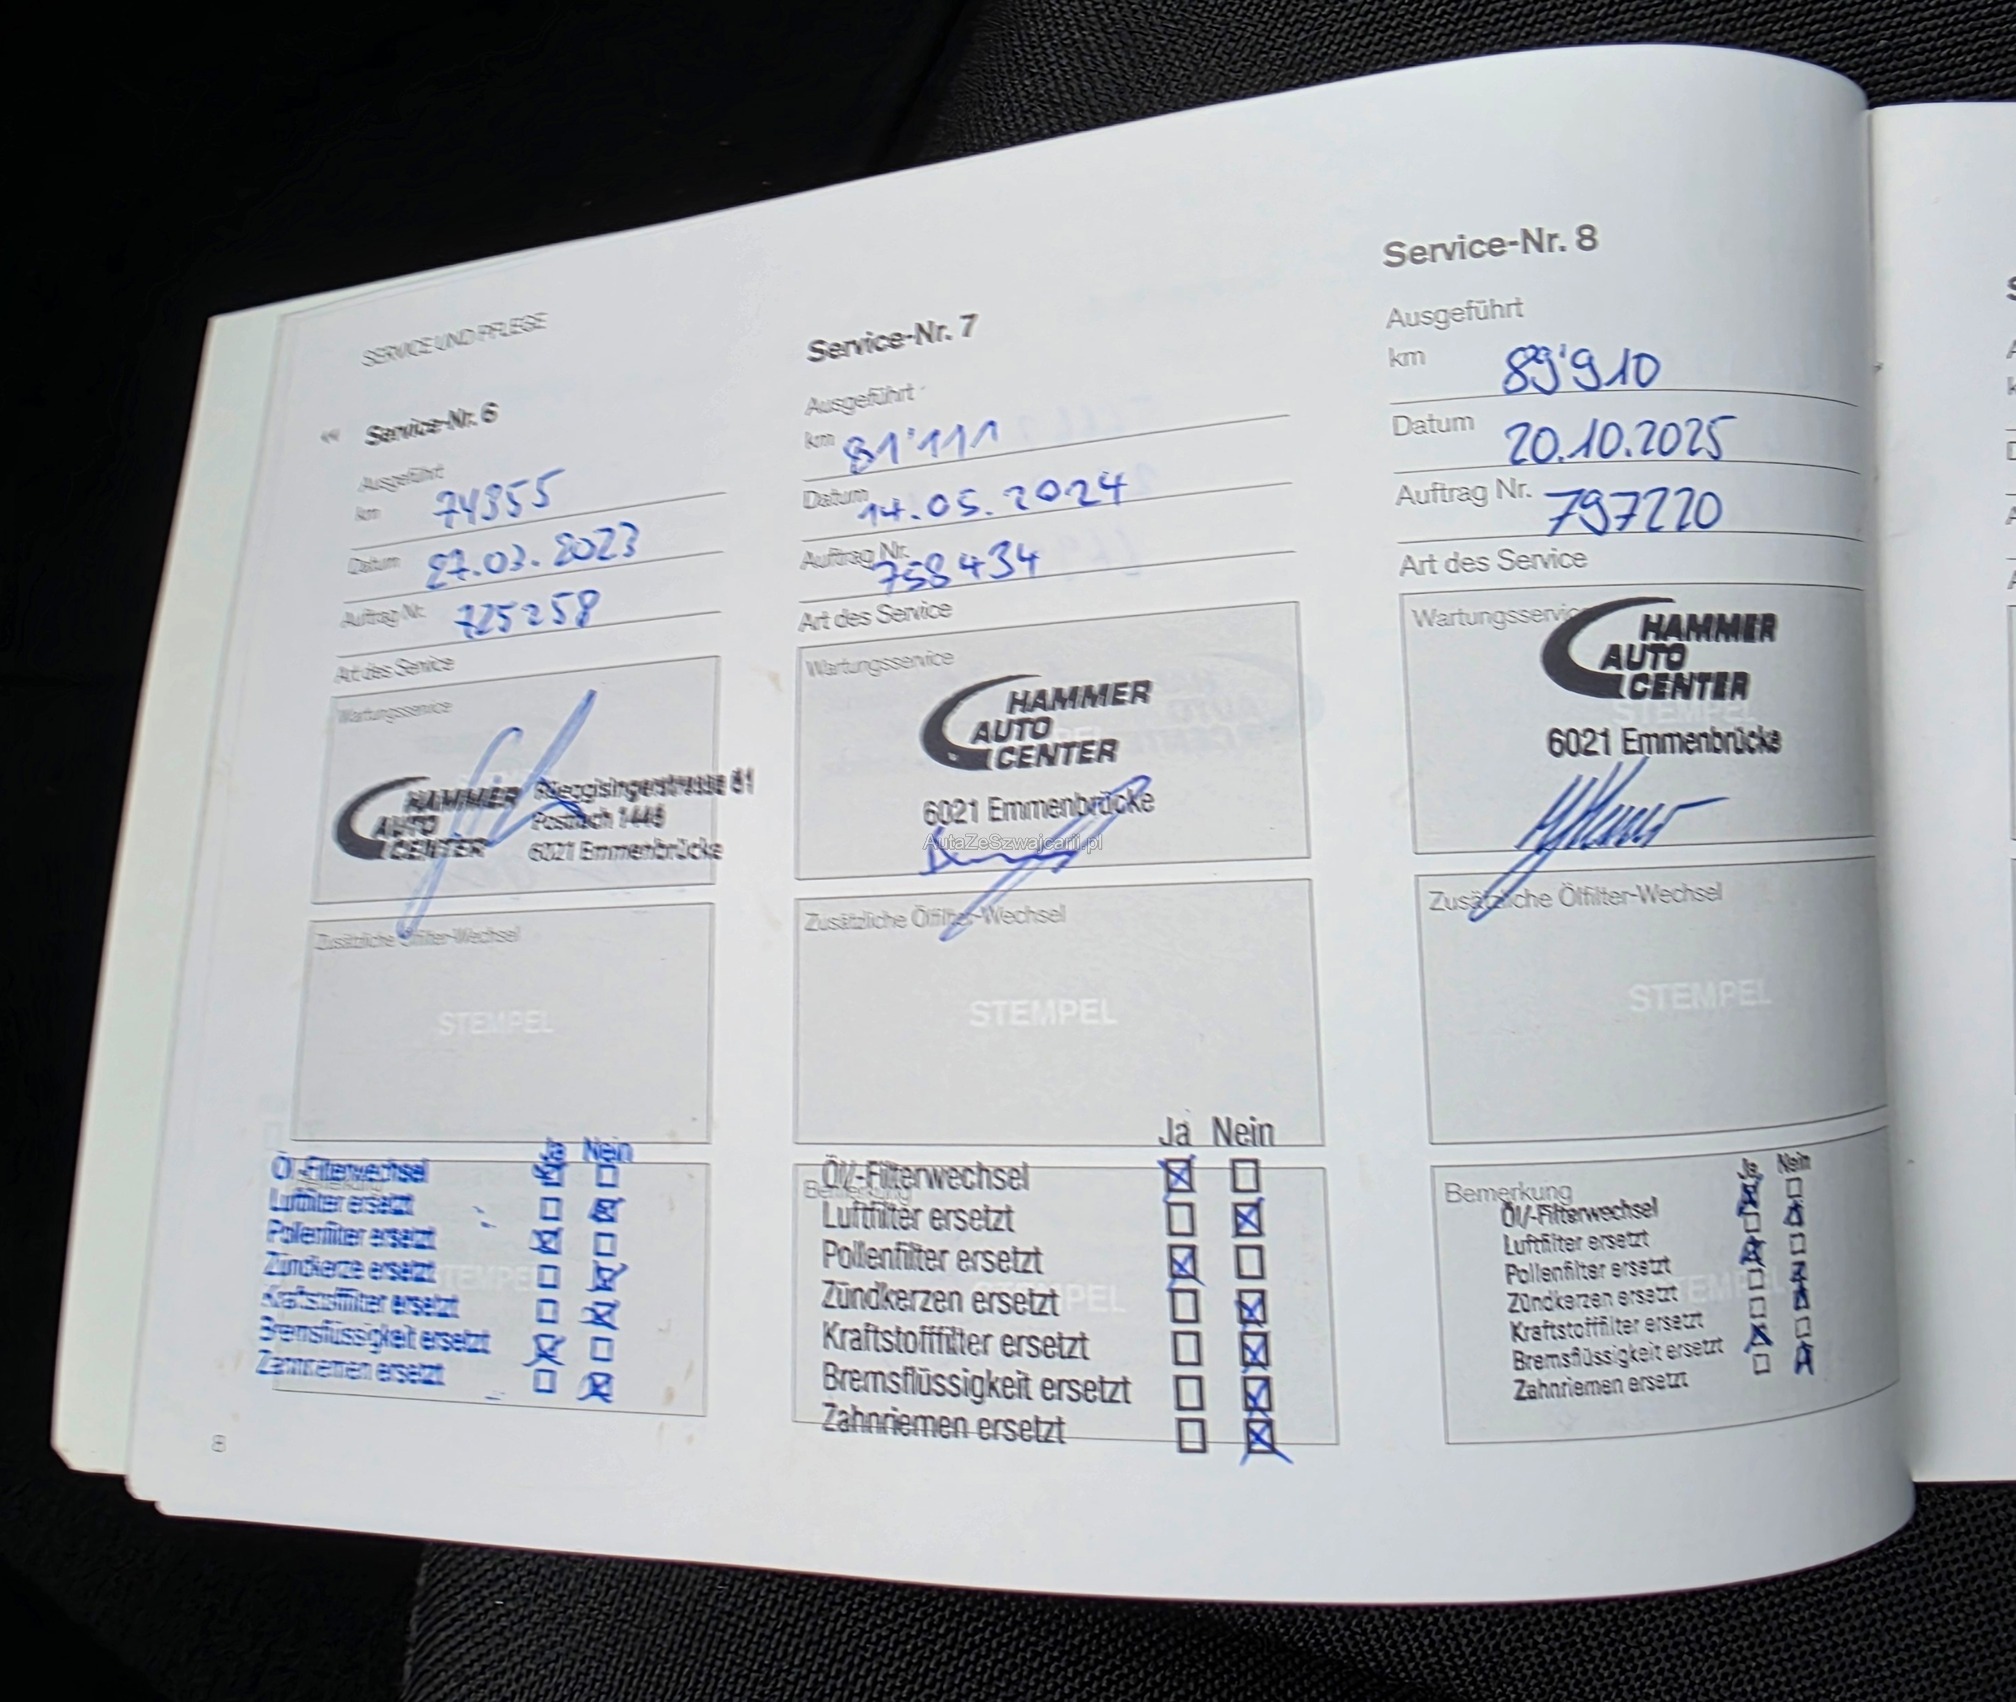 SERVICE UND PFLEGE
Service-Nr. 6
Ausgeführt
km 74355
Datum 27.03.2023
Auftrag Nr. 725258
Art des Service
Wartungsservice
HAMMER
AUTO
CENTER
Rüeggisingerstrasse 61
Postfach 1446
6021 Emmenbrücke
Zusätzliche Ölfilter-Wechsel
STEMPEL
Ja Nein
Öl-Filterwechsel
Luftfilter ersetzt
Pollenfilter ersetzt
Zündkerze ersetzt
Kraftstofffilter ersetzt
Bremsflüssigkeit ersetzt
Zahnriemen ersetzt
8
Service-Nr. 7
Ausgeführt
km 81'111
Datum 14.05.2024
Auftrag Nr. 758434
Art des Service
Wartungsservice
HAMMER
AUTO
CENTER
6021 Emmenbrücke
AutaZeSzwajcarii.pl
Zusätzliche Ölfilter-Wechsel
STEMPEL
Ja Nein
Bemerkung
Öl/-Filterwechsel
Luftfilter ersetzt
Pollenfilter ersetzt
Zündkerzen ersetzt
Kraftstofffilter ersetzt
Bremsflüssigkeit ersetzt
Zahnriemen ersetzt
Service-Nr. 8
Ausgeführt
km 89'910
Datum 20.10.2025
Auftrag Nr. 797220
Art des Service
Wartungsservice
HAMMER
AUTO
CENTER
STEMPEL
6021 Emmenbrücke
Zusätzliche Ölfilter-Wechsel
STEMPEL
Ja Nein
Bemerkung
Öl/-Filterwechsel
Luftfilter ersetzt
Pollenfilter ersetzt
Zündkerzen ersetzt
Kraftstofffilter ersetzt
Bremsflüssigkeit ersetzt
Zahnriemen ersetzt